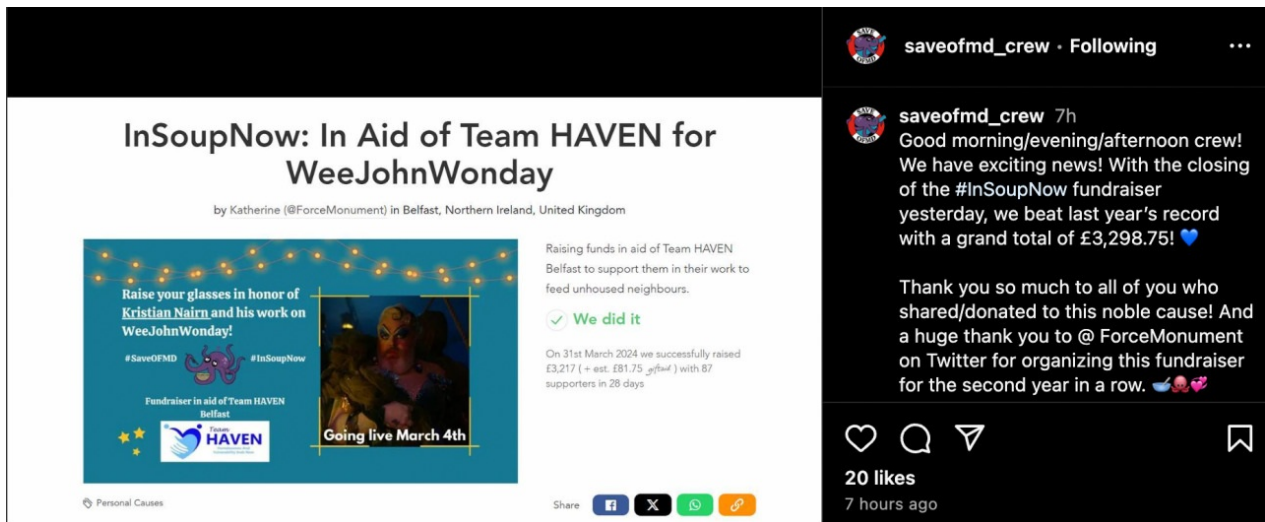 InSoupNow: In Aid of Team HAVEN for
WeeJohnWonday
by Katherine (@ForceMonument) in Belfast, Northern Ireland, United Kingdom
Raise your glasses in honor of
Kristian Nairn and his work on
WeeJohnWonday!
#SaveOFMD
#InSoupNow
Fundraiser in aid of Team HAVEN
Belfast
Team
HAVEN
Going live March 4th
Raising funds in aid of Team HAVEN
Belfast to support them in their work to
feed unhoused neighbours.
We did it
On 31st March 2024 we successfully raised
£3,217 ( + est. £81.75 giftaid ) with 87
supporters in 28 days
Personal Causes
Share
SAVE
OFMD
saveofmd_crew • Following
SAVE
OFMD
saveofmd_crew 7h
Good morning/evening/afternoon crew!
We have exciting news! With the closing
of the #InSoupNow fundraiser
yesterday, we beat last year’s record
with a grand total of £3,298.75! 💙
Thank you so much to all of you who
shared/donated to this noble cause! And
a huge thank you to @ ForceMonument
on Twitter for organizing this fundraiser
for the second year in a row. 🥣🐙💞
20 likes
7 hours ago